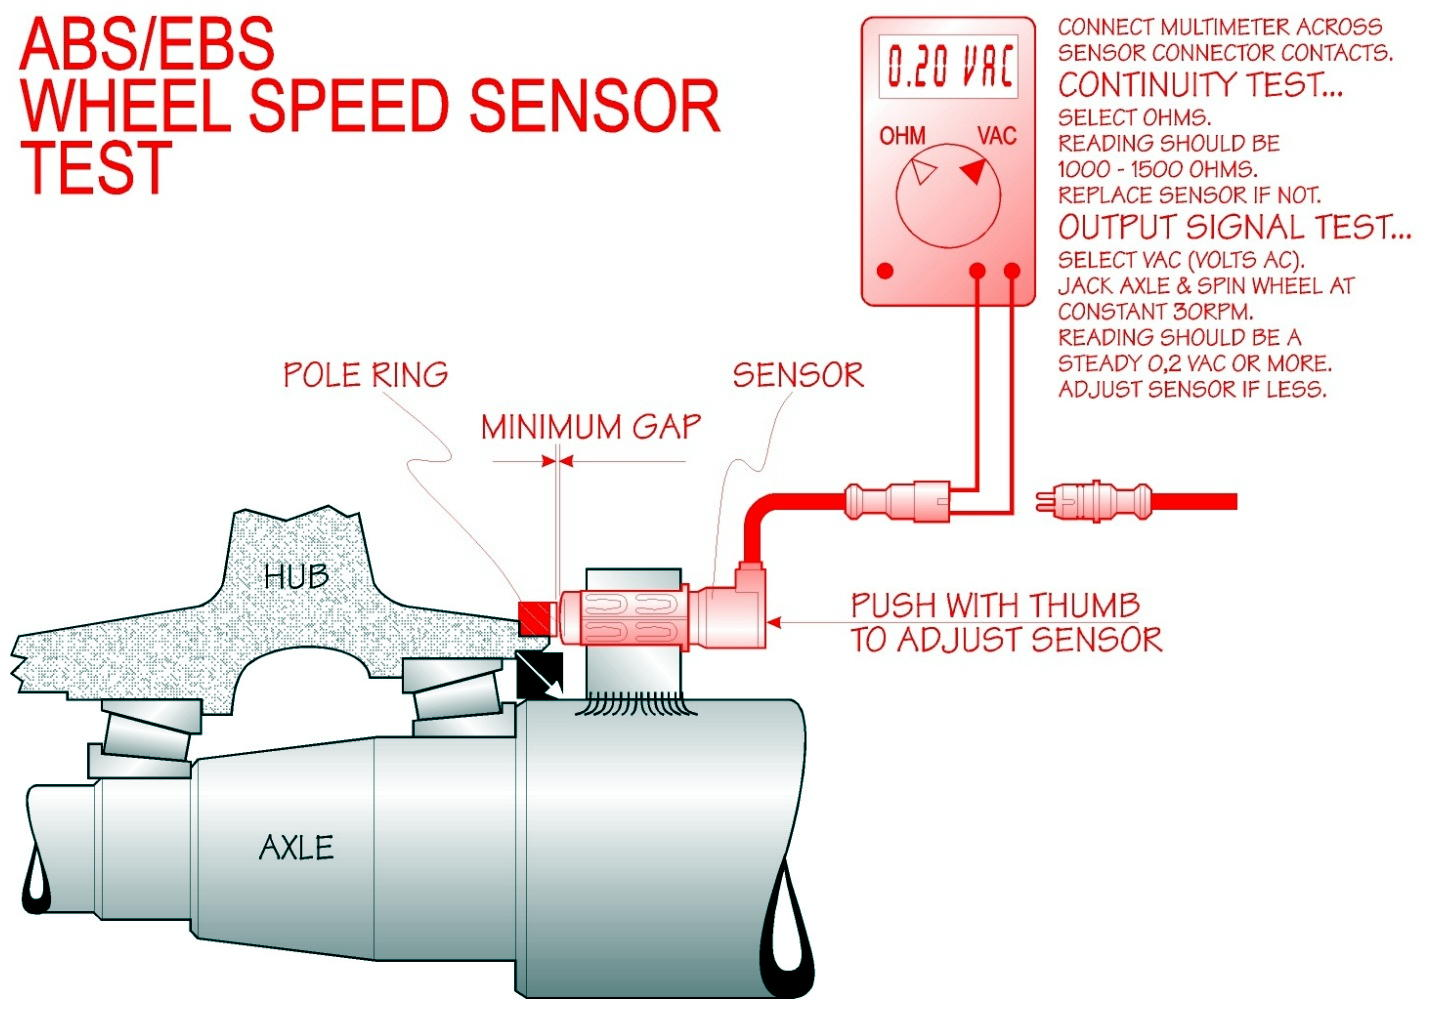 ABS/EBS
WHEEL SPEED SENSOR
TEST
0.20 VAC
OHM VAC
CONNECT MULTIMETER ACROSS
SENSOR CONNECTOR CONTACTS.
CONTINUITY TEST...
SELECT OHMS.
READING SHOULD BE
1000 - 1500 OHMS.
REPLACE SENSOR IF NOT.
OUTPUT SIGNAL TEST...
SELECT VAC (VOLTS AC).
JACK AXLE & SPIN WHEEL AT
CONSTANT 30RPM.
READING SHOULD BE A
STEADY 0,2 VAC OR MORE.
ADJUST SENSOR IF LESS.
POLE RING
SENSOR
MINIMUM GAP
HUB
PUSH WITH THUMB
TO ADJUST SENSOR
AXLE